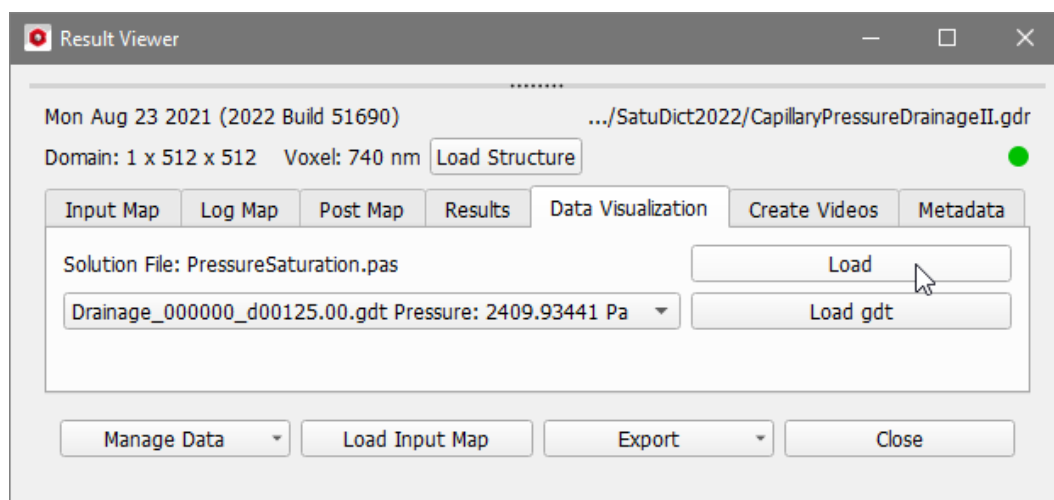 Result Viewer
Mon Aug 23 2021 (2022 Build 51690) .../SatuDict2022/CapillaryPressureDrainageII.gdr
Domain: 1 x 512 x 512 Voxel: 740 nm Load Structure
Input Map Log Map Post Map Results Data Visualization Create Videos Metadata
Solution File: PressureSaturation.pas Load
Drainage_000000_d00125.00.gdt Pressure: 2409.93441 Pa Load gdt
Manage Data Load Input Map Export Close